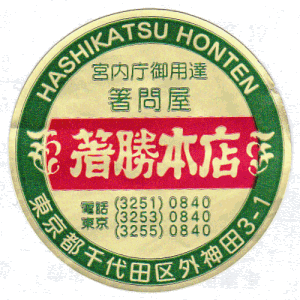 HASHIKATSU HONTEN
宮内庁御用達
箸問屋
箸勝本店
電話 (3251) 0840
東京 (3253) 0840
(3255) 0840
東京都千代田区外神田3-1